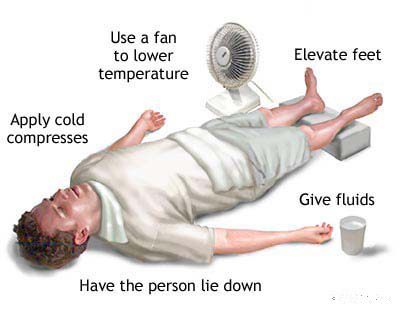 Use a fan
to lower
temperature
Elevate feet
Apply cold
compresses
Give fluids
Have the person lie down